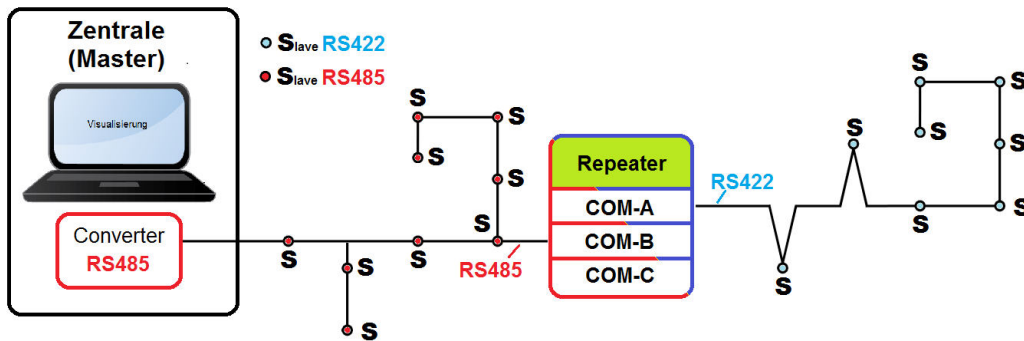 Zentrale
(Master)
Visualisierung
Converter
RS485
Slave RS422
Slave RS485
S
S
S
S
S
S
S
S
S
RS485
Repeater
COM-A
COM-B
COM-C
RS422
S
S
S
S
S
S
S
S